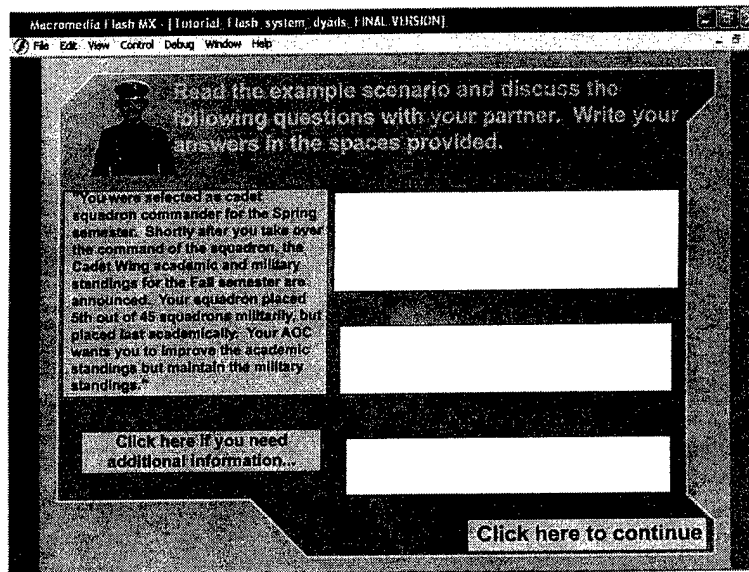 Macromedia Flash MX - [Tutorial_Flash_system_dyads_FINAL VERSION]
File Edit View Control Debug Window Help
Read the example scenario and discuss the
following questions with your partner. Write your
answers in the spaces provided.
"You were selected as cadet
squadron commander for the Spring
semester. Shortly after you take over
the command of the squadron, the
Cadet Wing academic and military
standings for the Fall semester are
announced. Your squadron placed
5th out of 45 squadrons militarily, but
placed last academically. Your AOC
wants you to improve the academic
standings but maintain the military
standings."
Click here if you need
additional information...
Click here to continue